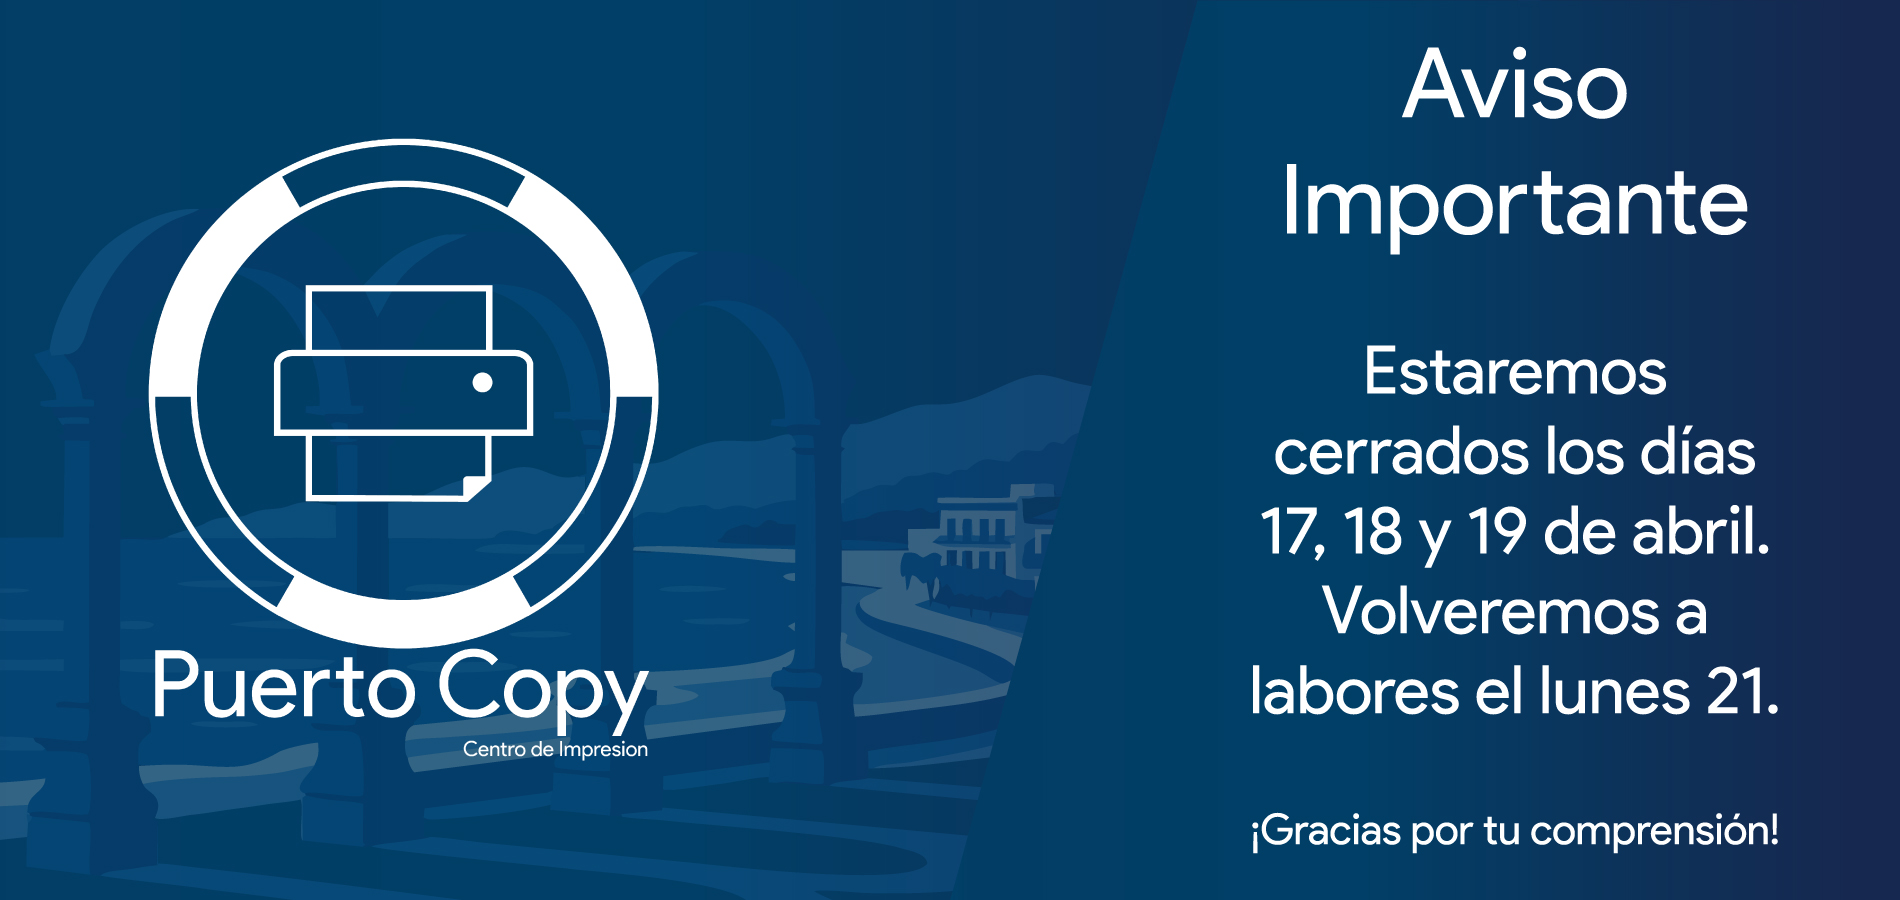 Puerto Copy
Centro de Impresion
Aviso
Importante
Estaremos
cerrados los días
17, 18 y 19 de abril.
Volveremos a
labores el lunes 21.
¡Gracias por tu comprensión!